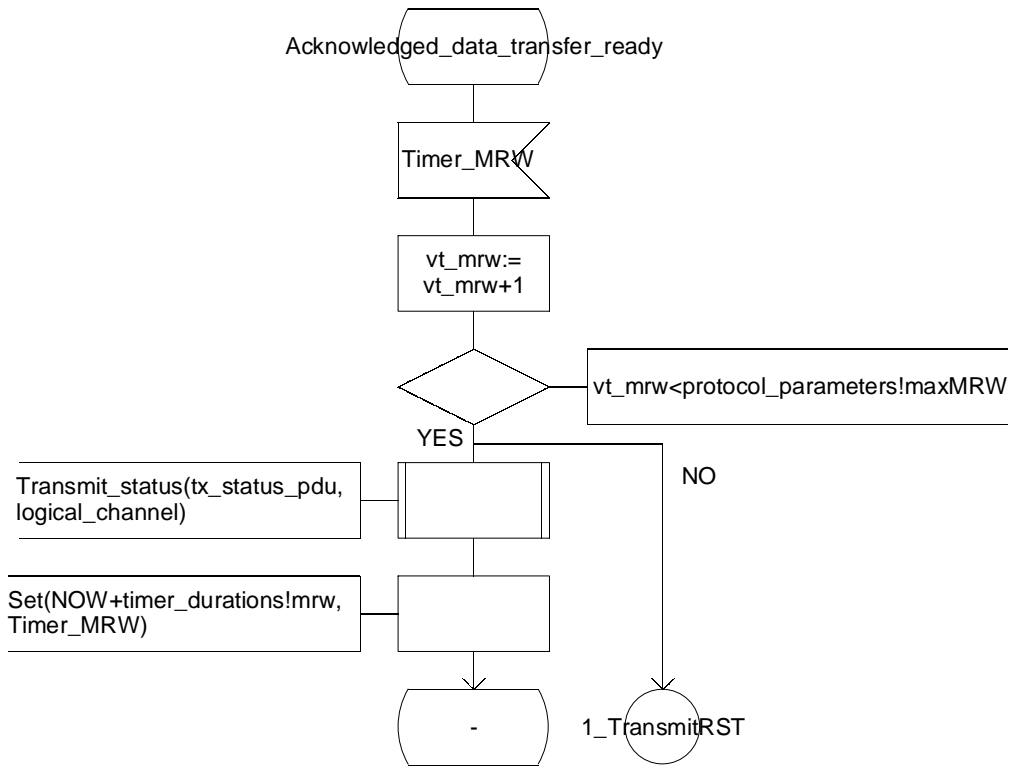 Acknowledged_data_transfer_ready
Timer_MRW
vt_mrw:=
vt_mrw+1
vt_mrw<protocol_parameters!maxMRW
YES
NO
Transmit_status(tx_status_pdu,
logical_channel)
Set(NOW+timer_durations!mrw,
Timer_MRW)
-
1_TransmitRST